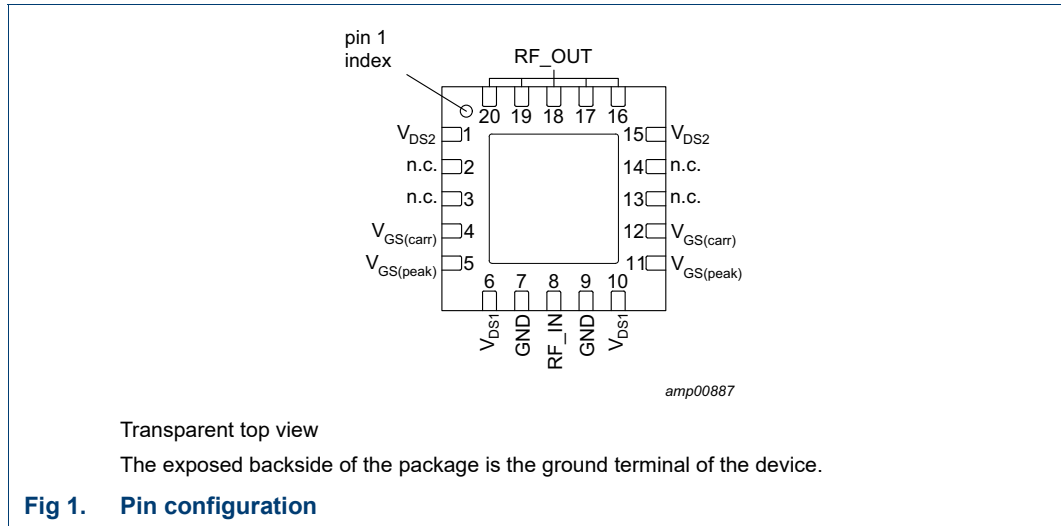 pin 1
index
RF_OUT
20 19 18 17 16
VDS2 1 15 VDS2
n.c. 2 14 n.c.
n.c. 3 13 n.c.
VGS(carr) 4 12 VGS(carr)
VGS(peak) 5 11 VGS(peak)
6 7 8 9 10
VDS1 GND RF_IN GND VDS1
amp00887
Transparent top view
The exposed backside of the package is the ground terminal of the device.
Fig 1. Pin configuration